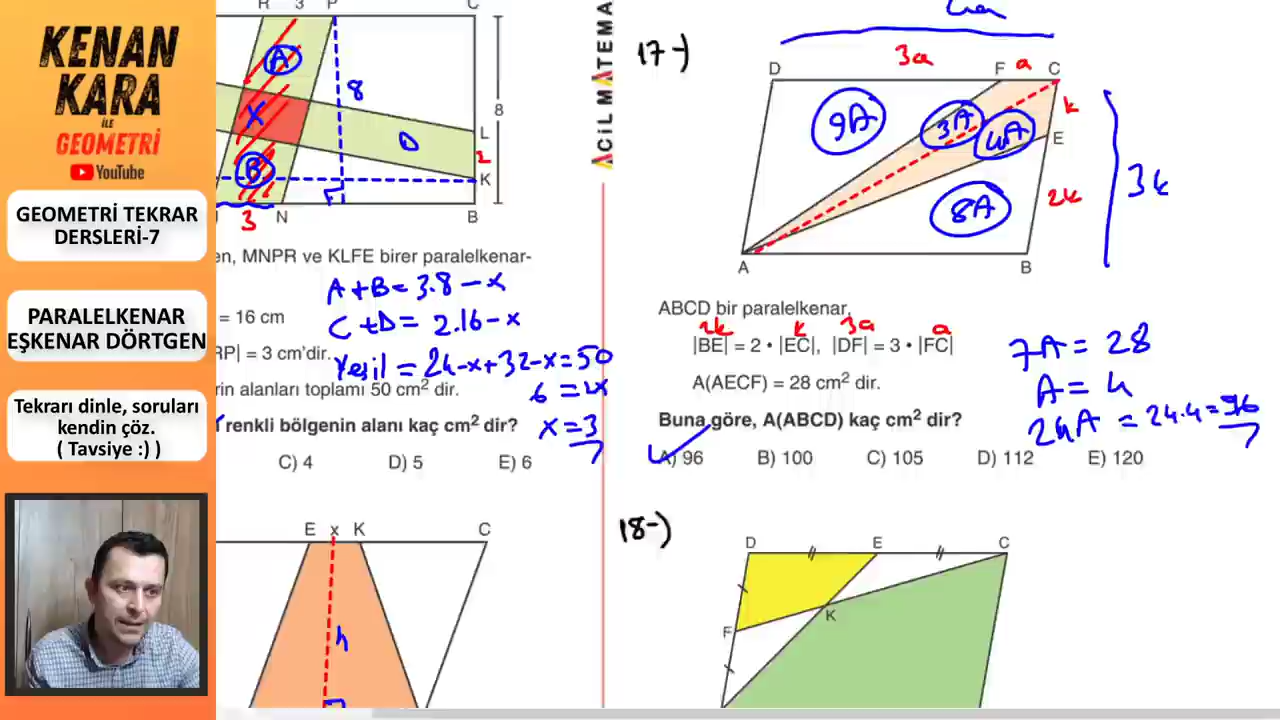 KENAN
KARA
İLE
GEOMETRİ
YouTube
GEOMETRİ TEKRAR
DERSLERİ-7
PARALELKENAR
EŞKENAR DÖRTGEN
Tekrarı dinle, soruları
kendin çöz.
( Tavsiye :) )
R 3 P C
A
8
8
X
L
D
2
B
K
3 N B
en, MNPR ve KLFE birer paralelkenar-
A+B=3.8-x
= 16 cm
C+D= 2.16-x
RP| = 3 cm'dir.
Yeşil = 24-x+32-x=50
rin alanları toplamı 50 cm² dir.
6 = 2x
renkli bölgenin alanı kaç cm² dir?
x=3
C) 4 D) 5 E) 6
E x K C
h
ACİL MATEMA
17-)
3a a
D F C
9A 3A 4A k
E
8A 2k 3k
A B
ABCD bir paralelkenar,
2k k 3a a
|BE| = 2 • |EC|, |DF| = 3 • |FC|
7A = 28
A(AECF) = 28 cm² dir.
A = 4
Buna göre, A(ABCD) kaç cm² dir?
24A = 24.4=96
A) 96 B) 100 C) 105 D) 112 E) 120
18-)
D E C
F K